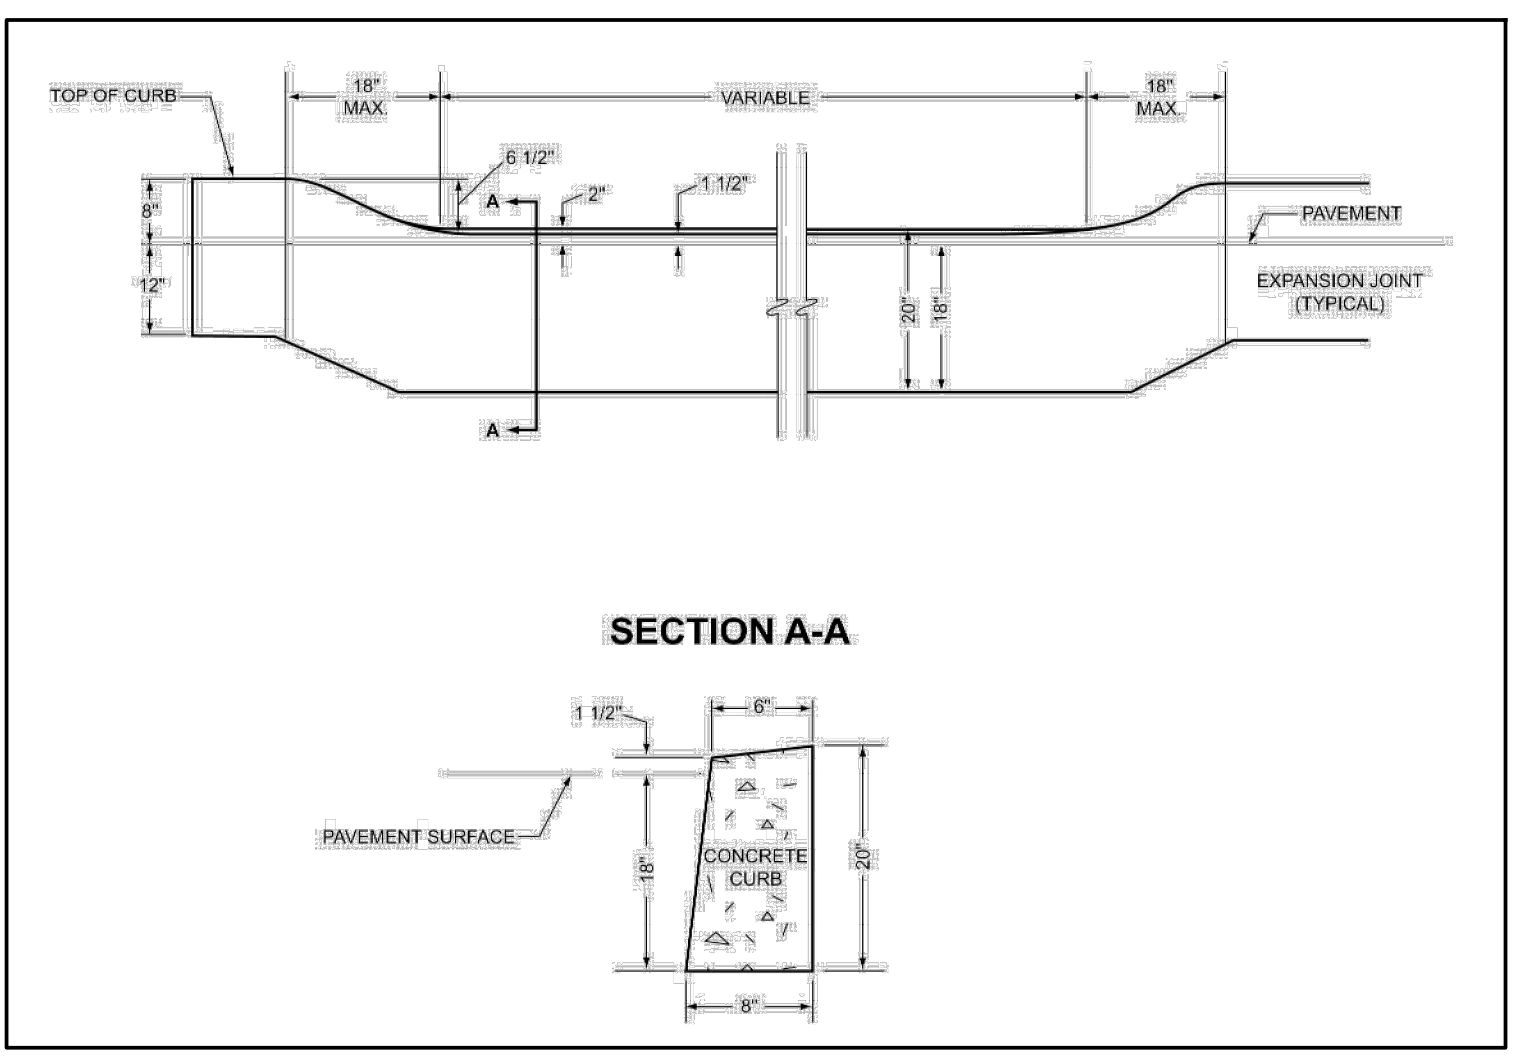 TOP OF CURB
18"
MAX.
VARIABLE
18"
MAX.
6 1/2"
A
2"
1 1/2"
8"
PAVEMENT
12"
EXPANSION JOINT
(TYPICAL)
20"
18"
A
SECTION A-A
1 1/2"
6"
PAVEMENT SURFACE
18"
CONCRETE
CURB
20"
8"